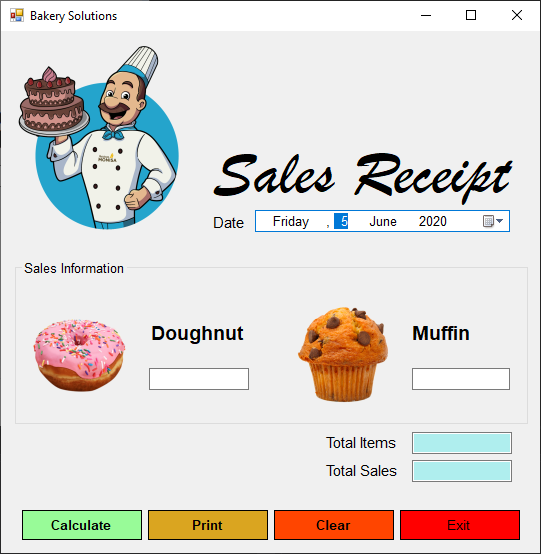 Bakery Solutions
Sales Receipt
Date Friday , 5 June 2020
Sales Information
Doughnut Muffin
Total Items
Total Sales
Calculate Print Clear Exit